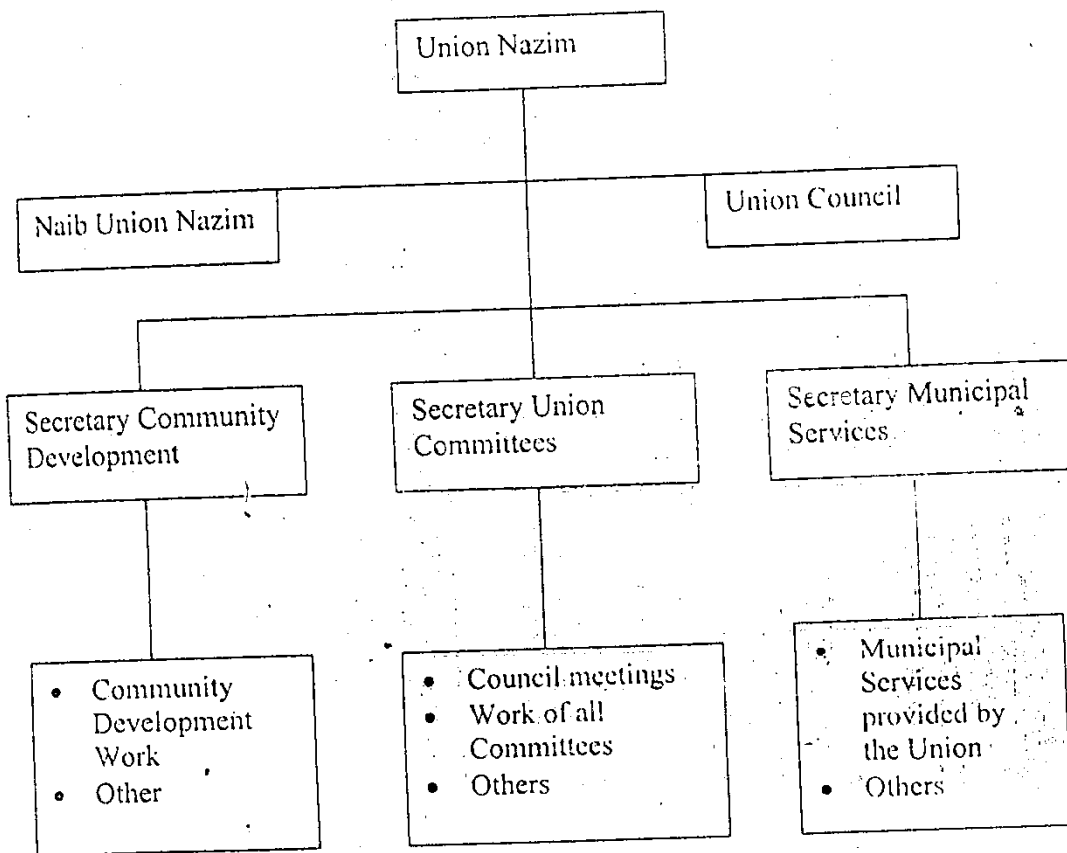 Union Nazim
Naib Union Nazim
Union Council
Secretary Community
Development
Secretary Union
Committees
Secretary Municipal
Services
• Community
Development
Work
• Other
• Council meetings
• Work of all
Committees
• Others
• Municipal
Services
provided by
the Union
• Others